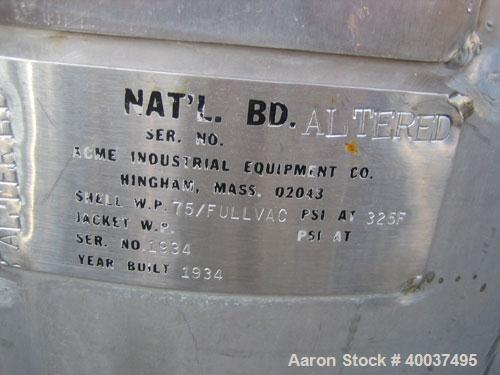 NAT'L. BD. ALTERED
SER. NO.
ACME INDUSTRIAL EQUIPMENT CO.
HINGHAM, MASS. 02043
SHELL W.P. 75/FULLVAC PSI AT 325F
JACKET W.P. PSI AT
SER. NO. 1934
YEAR BUILT 1934
Aaron Stock # 40037495